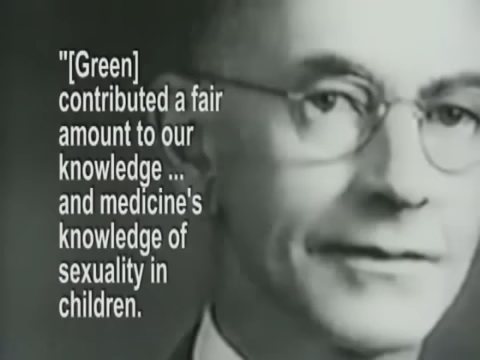 "[Green]
contributed a fair
amount to our
knowledge ...
and medicine's
knowledge of
sexuality in
children.